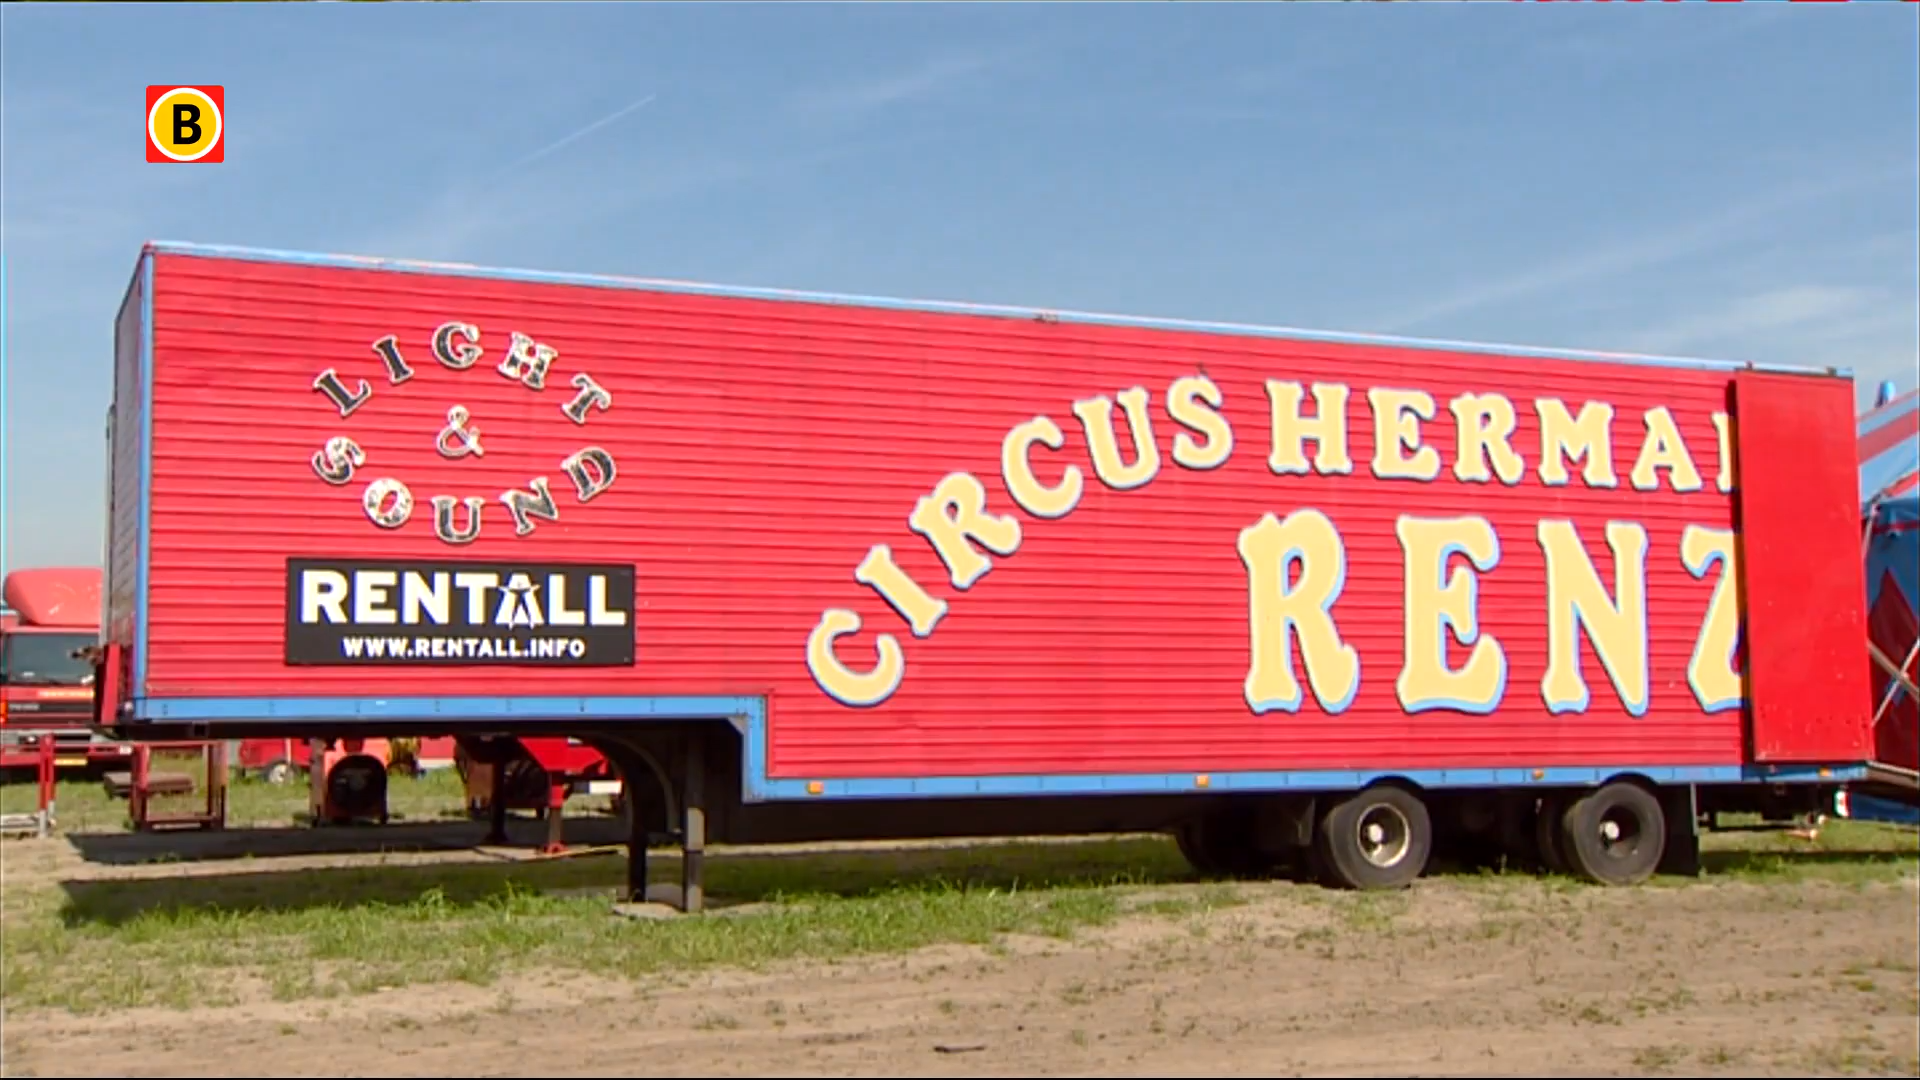 B
LIGHT
&
SOUND
RENTALL
WWW.RENTALL.INFO
CIRCUS HERMA
RENZ